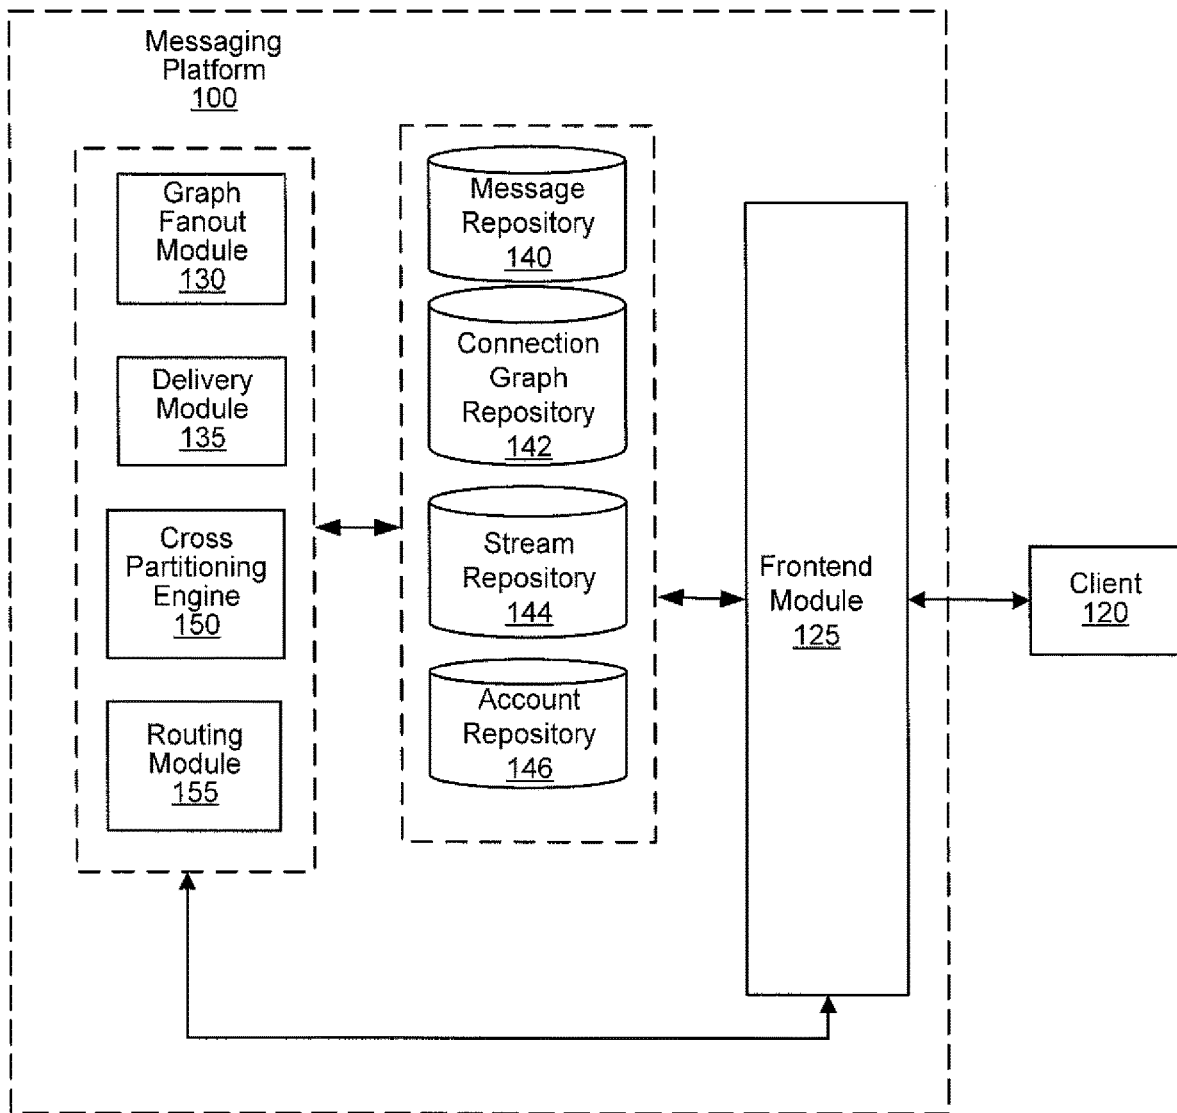 Messaging
Platform
100
Graph
Fanout
Module
130
Delivery
Module
135
Cross
Partitioning
Engine
150
Routing
Module
155
Message
Repository
140
Connection
Graph
Repository
142
Stream
Repository
144
Account
Repository
146
Frontend
Module
125
Client
120